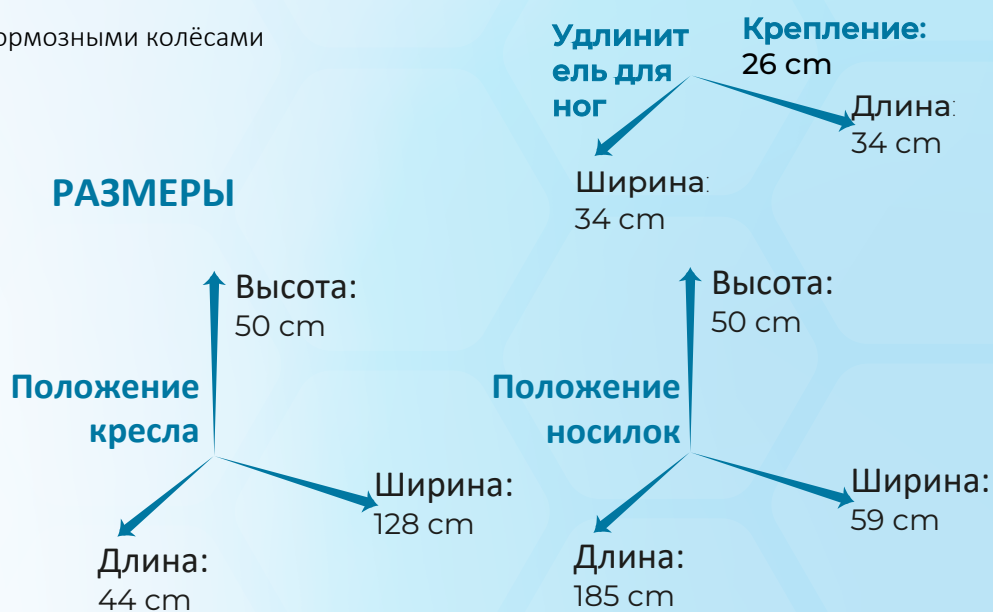 ормозными колёсами
Удлинит
ель для
ног
Крепление:
26 cm
Длина:
34 cm
Ширина:
34 cm
РАЗМЕРЫ
Высота:
50 cm
Положение
кресла
Ширина:
128 cm
Длина:
44 cm
Высота:
50 cm
Положение
носилок
Ширина:
59 cm
Длина:
185 cm